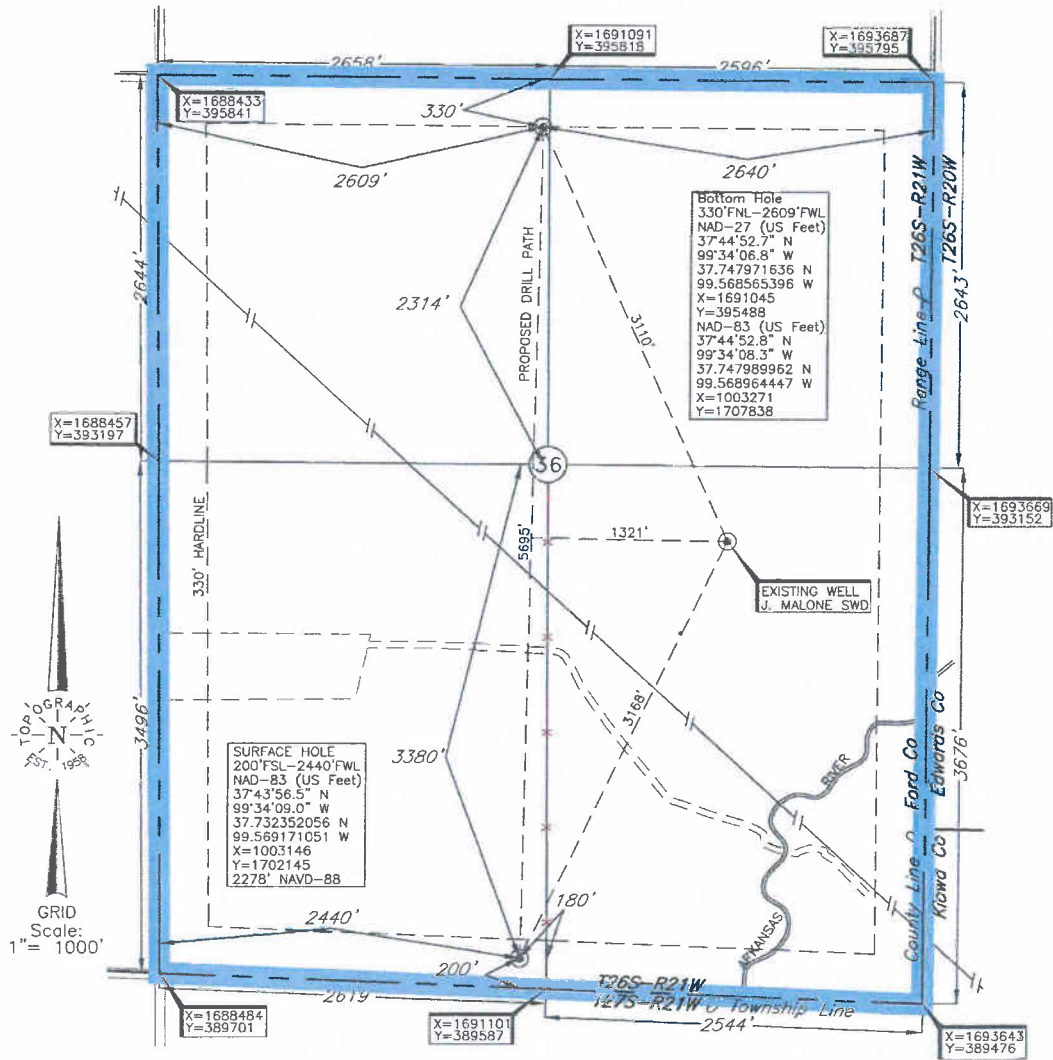 X=1691091
Y=395818
X=1693687
Y=395795
2658'
2596'
X=1688433
Y=395841
330'
2609'
2640'
T26S-R21W
T26S-R20W
Bottom Hole
330'FNL-2609'FWL
NAD-27 (US Feet)
37°44'52.7" N
99°34'06.8" W
37.747971636 N
99.568565396 W
X=1691045
Y=395488
NAD-83 (US Feet)
37°44'52.8" N
99°34'08.3" W
37.747989962 N
99.568964447 W
X=1003271
Y=1707838
2644'
2314'
PROPOSED DRILL PATH
3110'
2643'
Range Line
X=1688457
Y=393197
36
X=1693669
Y=393152
330' HARDLINE
5695'
1321'
EXISTING WELL
J. MALONE SWD
TOPOGRAPHIC
N
EST. 1958
GRID
Scale:
1"= 1000'
3496'
SURFACE HOLE
200'FSL-2440'FWL
NAD-83 (US Feet)
37°43'56.5" N
99°34'09.0" W
37.732352056 N
99.569171051 W
X=1003146
Y=1702145
2278' NAVD-88
3380'
3168'
RIVER
ARKANSAS
County Line
Ford Co
Edwards Co
Kiowa Co
3676'
2440'
180'
200'
T26S-R21W
T27S-R21W
Township Line
2619
2544'
X=1688484
Y=389701
X=1691101
Y=389587
X=1693643
Y=389476